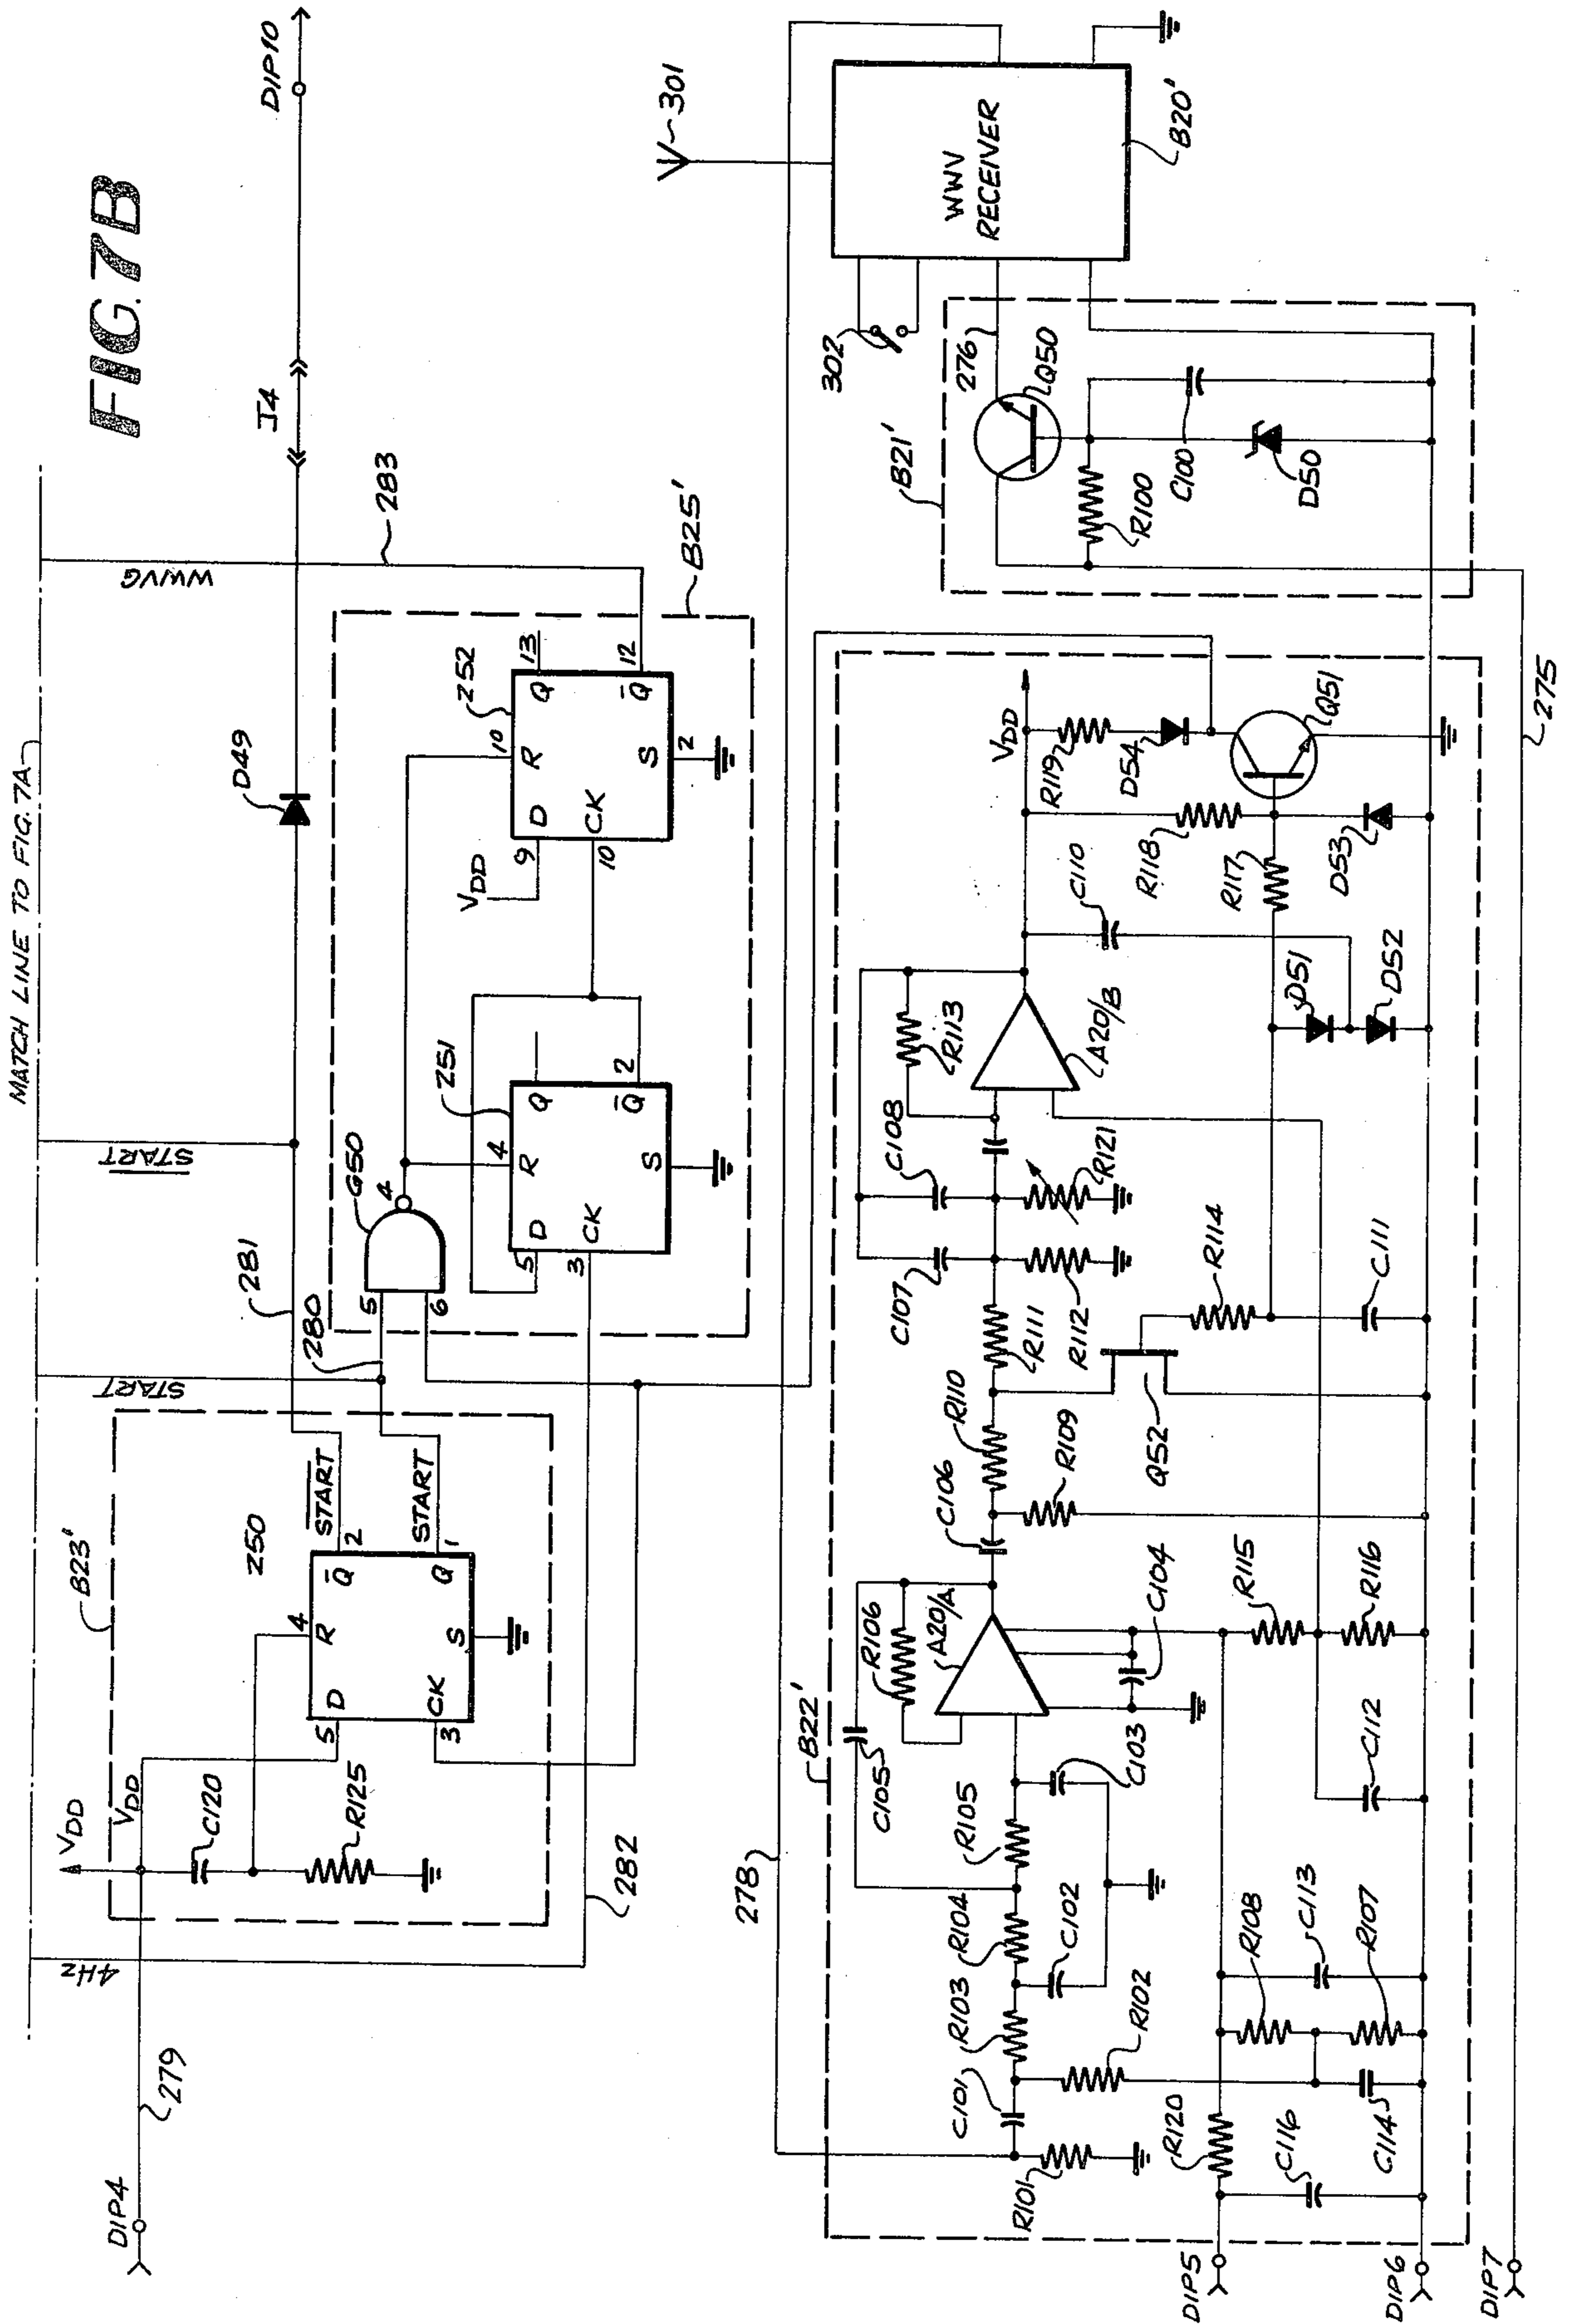 FIG. 7B
MATCH LINE TO FIG. 7A
DIP4
279
4HZ
282
B23'
VDD
VDD
C120
R125
Z50
5
D
4
R
Q̅
2
START̅
3
CK
S
Q
1
START
START
280
281
START̅
D49
J4
DIP10
WWVG
283
B25'
G50
5
6
4
Z51
5
D
4
R
Q
3
CK
S
Q̅
2
VDD
Z52
9
D
10
R
Q
13
10
CK
S
2
Q̅
12
301
WWV
RECEIVER
B20'
302
B21'
276
Q50
R100
C100
D50
278
B22'
R101
C101
R102
R103
C102
R104
R105
C103
C105
R106
A20/A
C104
C106
R109
R110
R111
Q52
R112
C107
C108
R121
R113
A20/B
C110
VDD
R119
D54
R118
R117
Q51
D53
D51
D52
R114
C111
R115
R116
C112
C113
R108
R107
C114
R120
C116
DIP5
DIP6
DIP7
275